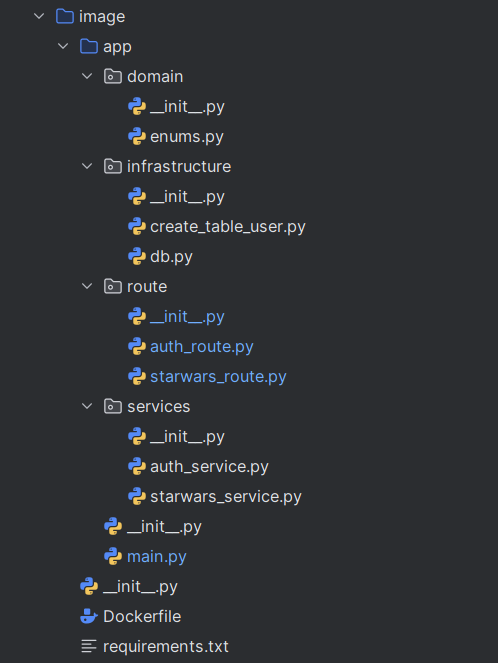 image
app
domain
__init__.py
enums.py
infrastructure
__init__.py
create_table_user.py
db.py
route
__init__.py
auth_route.py
starwars_route.py
services
__init__.py
auth_service.py
starwars_service.py
__init__.py
main.py
__init__.py
Dockerfile
requirements.txt